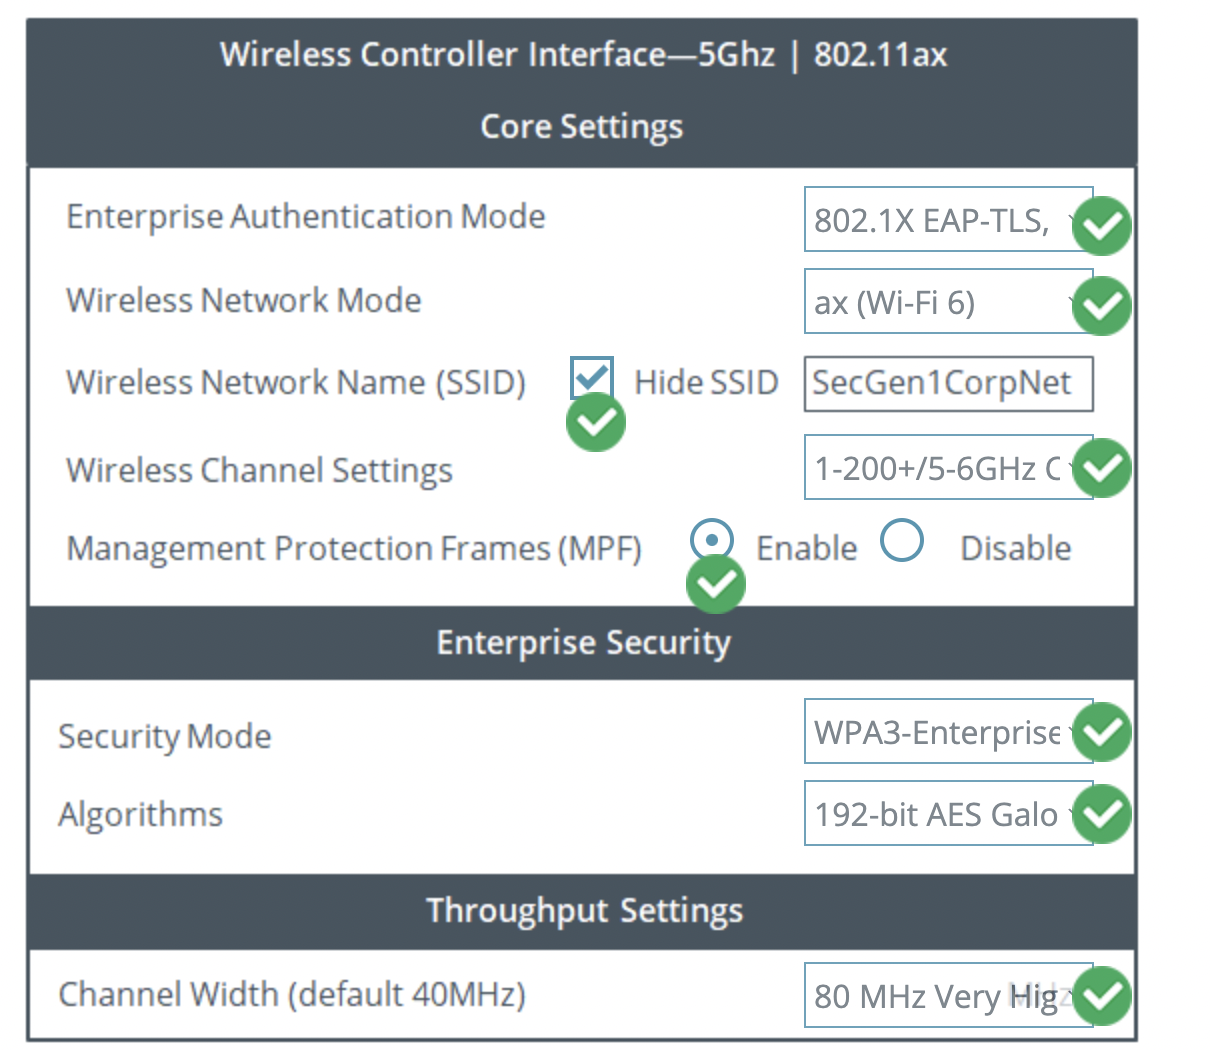 Wireless Controller Interface—5Ghz | 802.11ax
Core Settings
Enterprise Authentication Mode 802.1X EAP-TLS,
Wireless Network Mode ax (Wi-Fi 6)
Wireless Network Name (SSID) Hide SSID SecGen1CorpNet
Wireless Channel Settings 1-200+/5-6GHz C
Management Protection Frames (MPF) Enable Disable
Enterprise Security
Security Mode WPA3-Enterprise
Algorithms 192-bit AES Galo
Throughput Settings
Channel Width (default 40MHz) 80 MHz Very Hig MHz